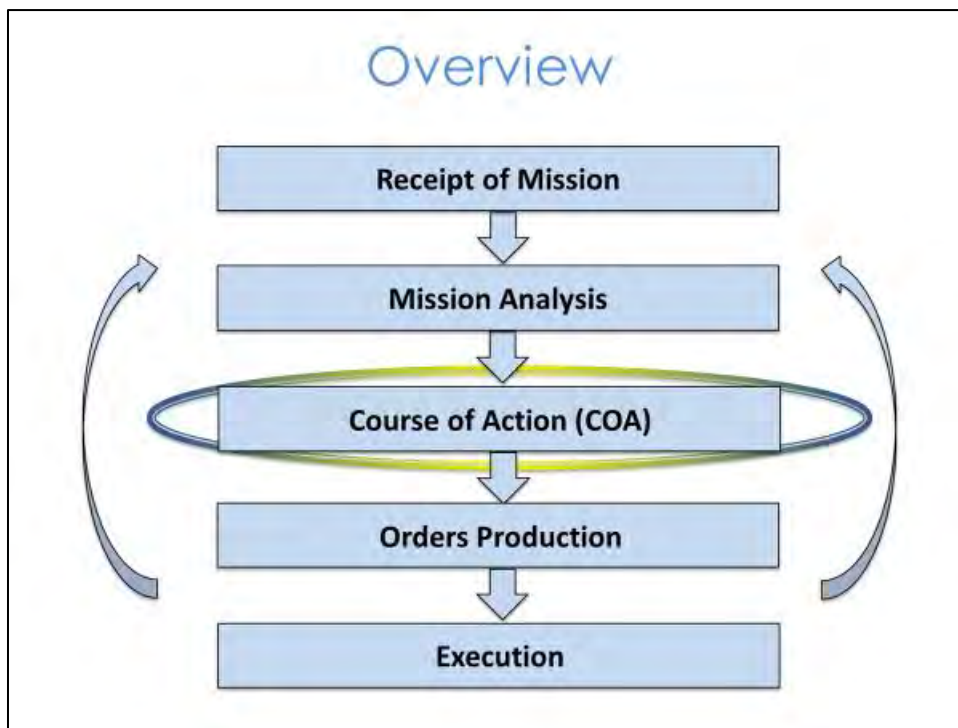 Overview
Receipt of Mission
Mission Analysis
Course of Action (COA)
Orders Production
Execution